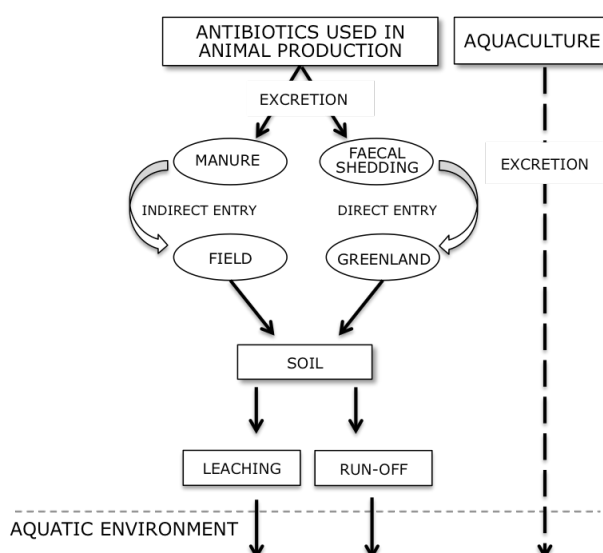 ANTIBIOTICS USED IN
ANIMAL PRODUCTION
AQUACULTURE
EXCRETION
MANURE
FAECAL
SHEDDING
EXCRETION
INDIRECT ENTRY
DIRECT ENTRY
FIELD
GREENLAND
SOIL
LEACHING
RUN-OFF
AQUATIC ENVIRONMENT